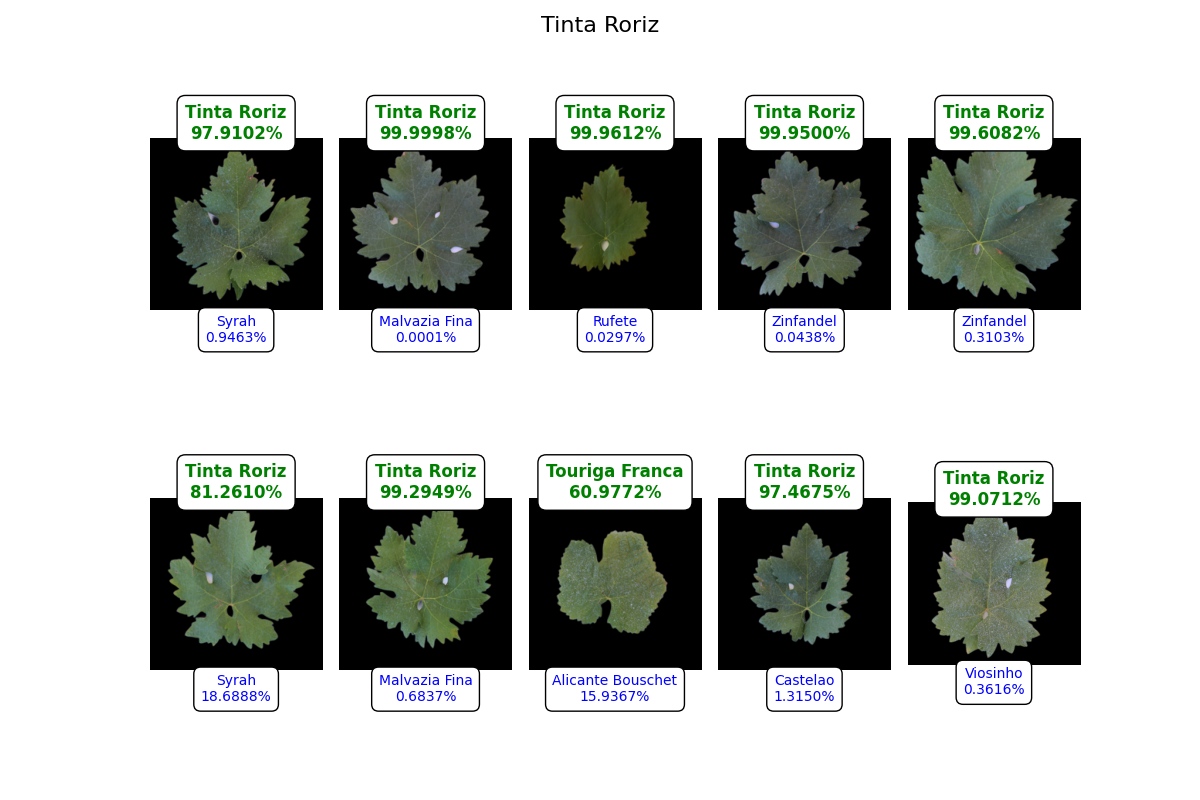 Tinta Roriz
Tinta Roriz
97.9102%
Tinta Roriz
99.9998%
Tinta Roriz
99.9612%
Tinta Roriz
99.9500%
Tinta Roriz
99.6082%
Syrah
0.9463%
Malvazia Fina
0.0001%
Rufete
0.0297%
Zinfandel
0.0438%
Zinfandel
0.3103%
Tinta Roriz
81.2610%
Tinta Roriz
99.2949%
Touriga Franca
60.9772%
Tinta Roriz
97.4675%
Tinta Roriz
99.0712%
Syrah
18.6888%
Malvazia Fina
0.6837%
Alicante Bouschet
15.9367%
Castelao
1.3150%
Viosinho
0.3616%